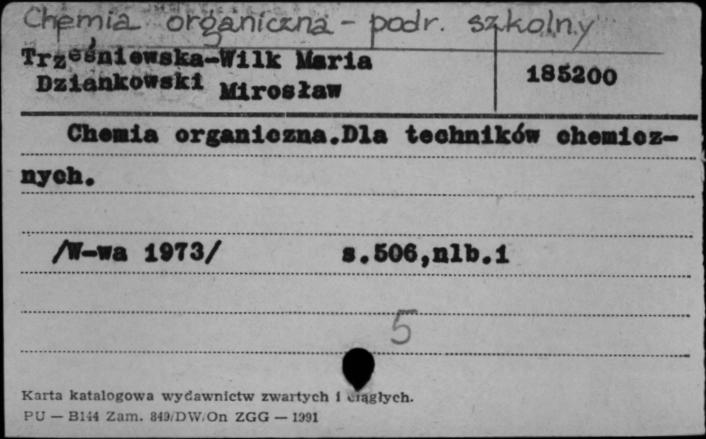 Chemia organiczna - podr. szkolny
Trześniowska-Wilk Maria
185200
Dziankowski Mirosław
Chemia organiczna.Dla techników chemicz-
nych.
/W-wa 1973/ s.506,nlb.1
5
Karta katalogowa wydawnictw zwartych i ciągłych.
PU — B144 Zam. 849/DW/On ZGG — 1991